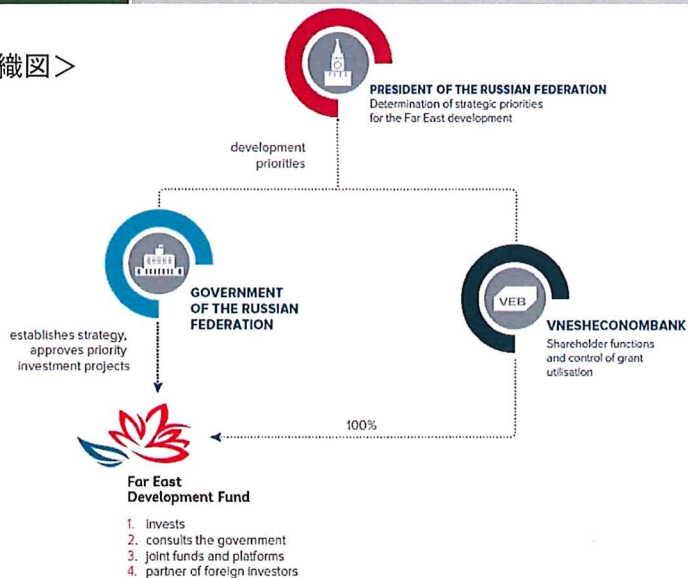 織図＞
PRESIDENT OF THE RUSSIAN FEDERATION
Determination of strategic priorities
for the Far East development
development
priorities
GOVERNMENT
OF THE RUSSIAN
FEDERATION
VEB
VNESHECONOMBANK
Shareholder functions
and control of grant
utilisation
establishes strategy,
approves priority
investment projects
100%
Far East
Development Fund
1. invests
2. consults the government
3. joint funds and platforms
4. partner of foreign investors